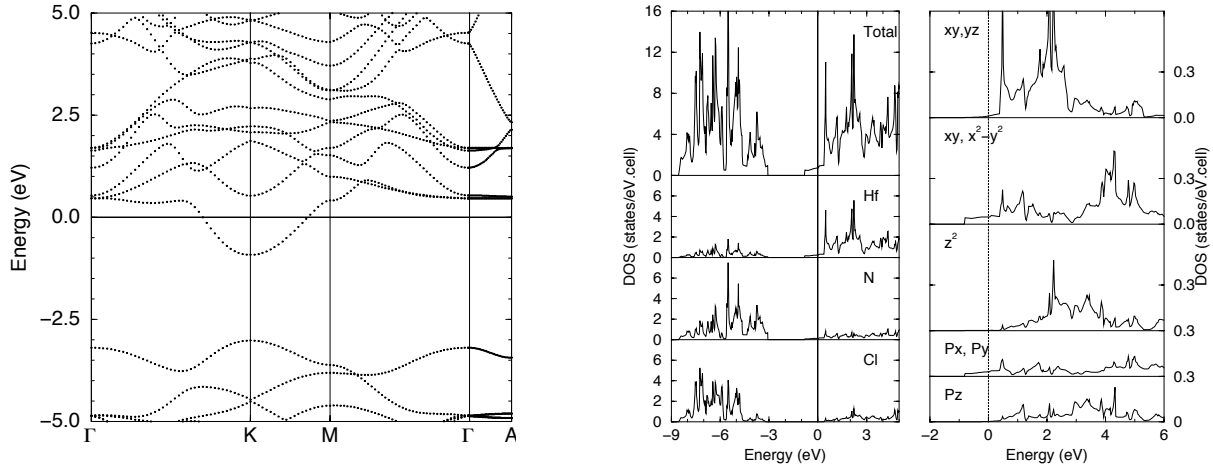 5.0
2.5
0.0
−2.5
−5.0
Energy (eV)
Γ
K
M
Γ
A
16
12
8
4
0
Total
6
4
2
0
Hf
6
4
2
0
N
6
4
2
0
Cl
−9
−6
−3
0
3
Energy (eV)
DOS (states/eV.cell)
xy,yz
0.3
0.0
xy, x²−y²
0.3
0.0
z²
0.3
0.3
Px, Py
0.3
Pz
0
−2
0
2
4
6
Energy (eV)
DOS (states/eV.cell)